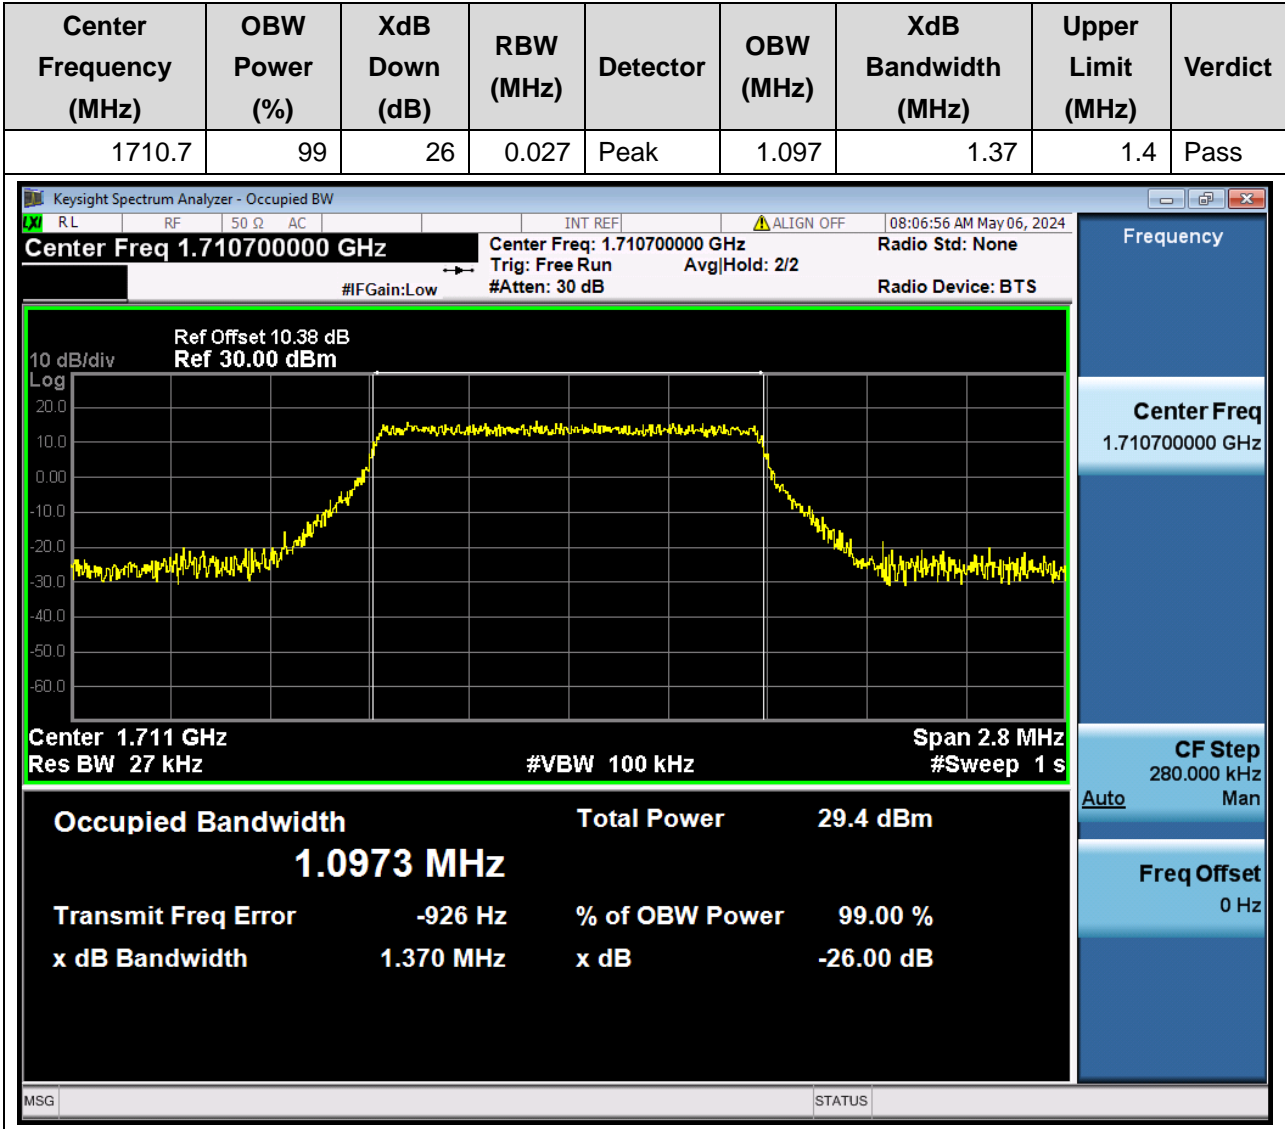 Center Frequency (MHz) OBW Power (%) XdB Down (dB) RBW (MHz) Detector OBW (MHz) XdB Bandwidth (MHz) Upper Limit (MHz) Verdict
1710.7 99 26 0.027 Peak 1.097 1.37 1.4 Pass
Keysight Spectrum Analyzer - Occupied BW
LXI RL RF 50 Ω AC INT REF ALIGN OFF 08:06:56 AM May 06, 2024
Center Freq 1.710700000 GHz
Center Freq: 1.710700000 GHz
Radio Std: None
Trig: Free Run Avg|Hold: 2/2
#IFGain:Low #Atten: 30 dB
Radio Device: BTS
Frequency
Ref Offset 10.38 dB
10 dB/div Ref 30.00 dBm
Log
20.0
10.0
0.00
-10.0
-20.0
-30.0
-40.0
-50.0
-60.0
Center 1.711 GHz Span 2.8 MHz
Res BW 27 kHz #VBW 100 kHz #Sweep 1 s
Occupied Bandwidth Total Power 29.4 dBm
1.0973 MHz
Transmit Freq Error -926 Hz % of OBW Power 99.00 %
x dB Bandwidth 1.370 MHz x dB -26.00 dB
Center Freq
1.710700000 GHz
CF Step
280.000 kHz
Auto Man
Freq Offset
0 Hz
MSG STATUS